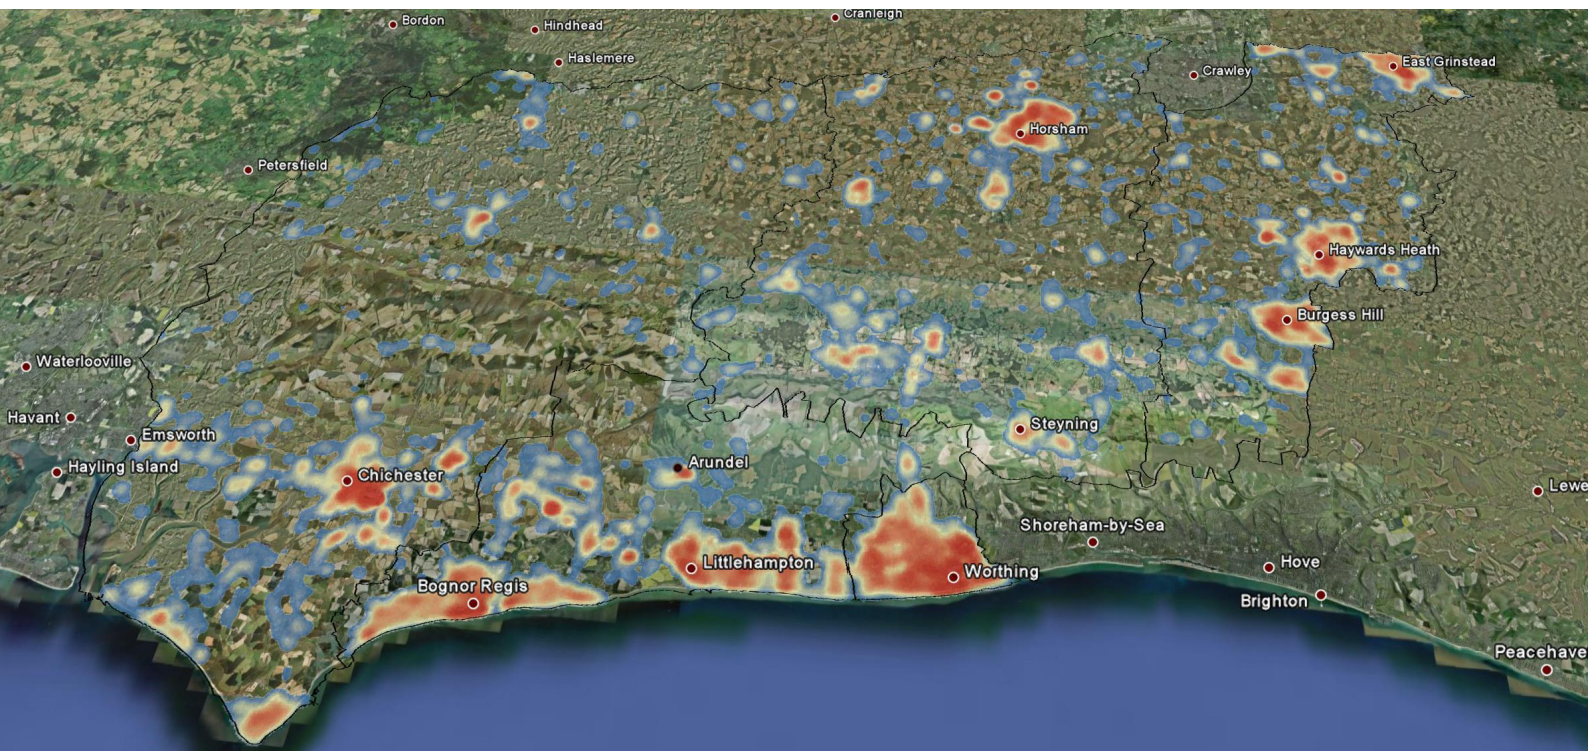 Cranleigh
Bordon
Hindhead
Haslemere
East Grinstead
Crawley
Horsham
Petersfield
Haywards Heath
Burgess Hill
Waterlooville
Havant
Steyning
Emsworth
Arundel
Hayling Island
Chichester
Lewe
Shoreham-by-Sea
Littlehampton
Hove
Worthing
Bognor Regis
Brighton
Peacehave